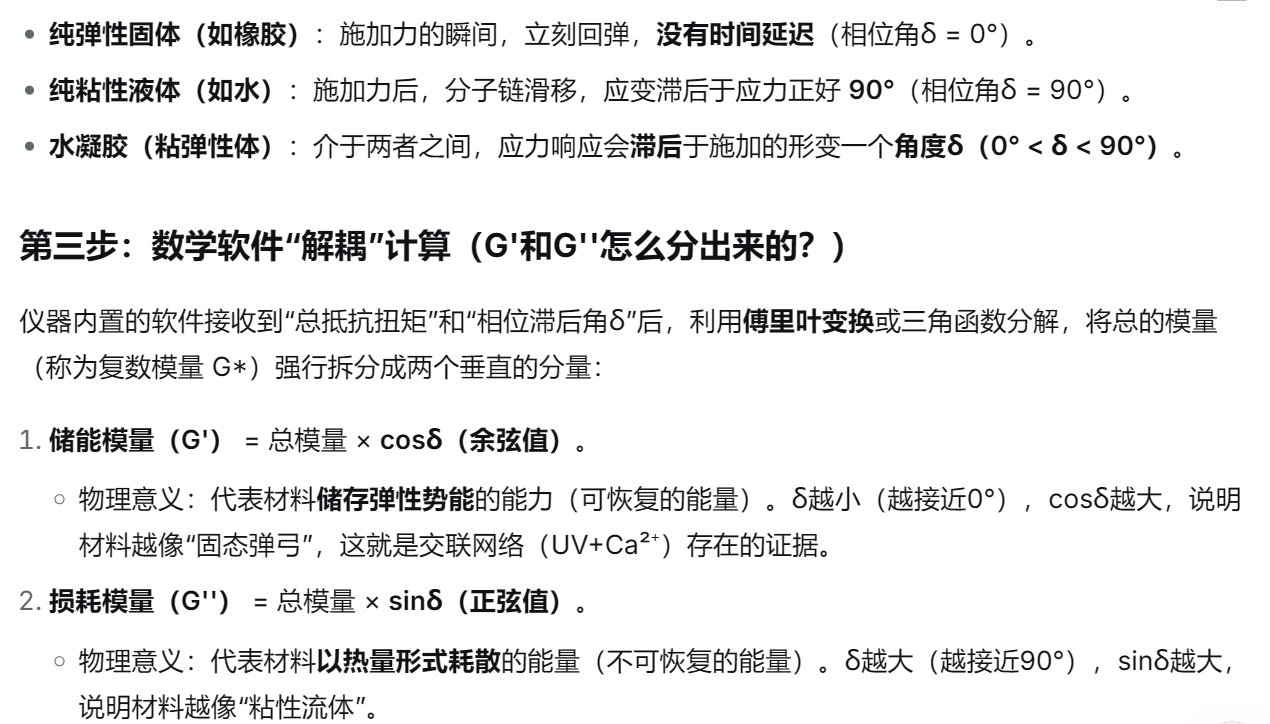 • 纯弹性固体（如橡胶）：施加力的瞬间，立刻回弹，没有时间延迟（相位角δ = 0°）。
• 纯粘性液体（如水）：施加力后，分子链滑移，应变滞后于应力正好 90°（相位角δ = 90°）。
• 水凝胶（粘弹性体）：介于两者之间，应力响应会滞后于施加的形变一个角度δ（0° < δ < 90°）。
第三步：数学软件“解耦”计算（G'和G''怎么分出来的？）
仪器内置的软件接收到“总抵抗扭矩”和“相位滞后角δ”后，利用傅里叶变换或三角函数分解，将总的模量
（称为复数模量 G*）强行拆分成两个垂直的分量：
1. 储能模量（G'） = 总模量 × cosδ（余弦值）。
○ 物理意义：代表材料储存弹性势能的能力（可恢复的能量）。δ越小（越接近0°），cosδ越大，说明
材料越像“固态弹弓”，这就是交联网络（UV+Ca²⁺）存在的证据。
2. 损耗模量（G''） = 总模量 × sinδ（正弦值）。
○ 物理意义：代表材料以热量形式耗散的能量（不可恢复的能量）。δ越大（越接近90°），sinδ越大，
说明材料越像“粘性流体”。